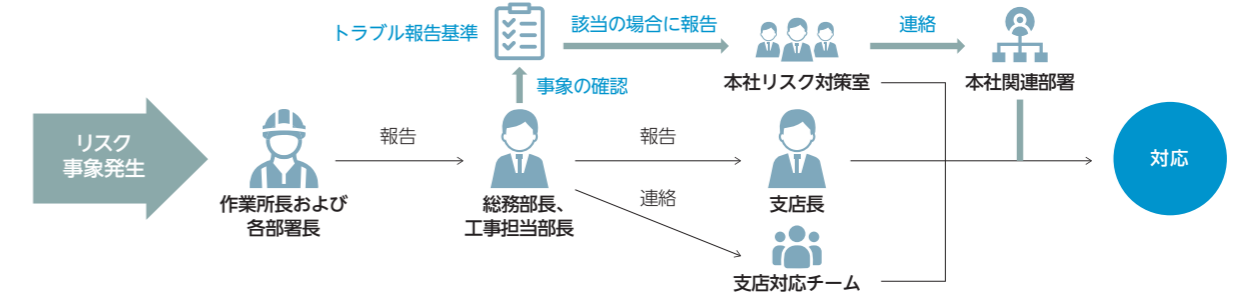 トラブル報告基準
該当の場合に報告
連絡
事象の確認
本社リスク対策室
本社関連部署
リスク
事象発生
報告
報告
対応
作業所長および
各部署長
総務部長、
工事担当部長
連絡
支店長
支店対応チーム